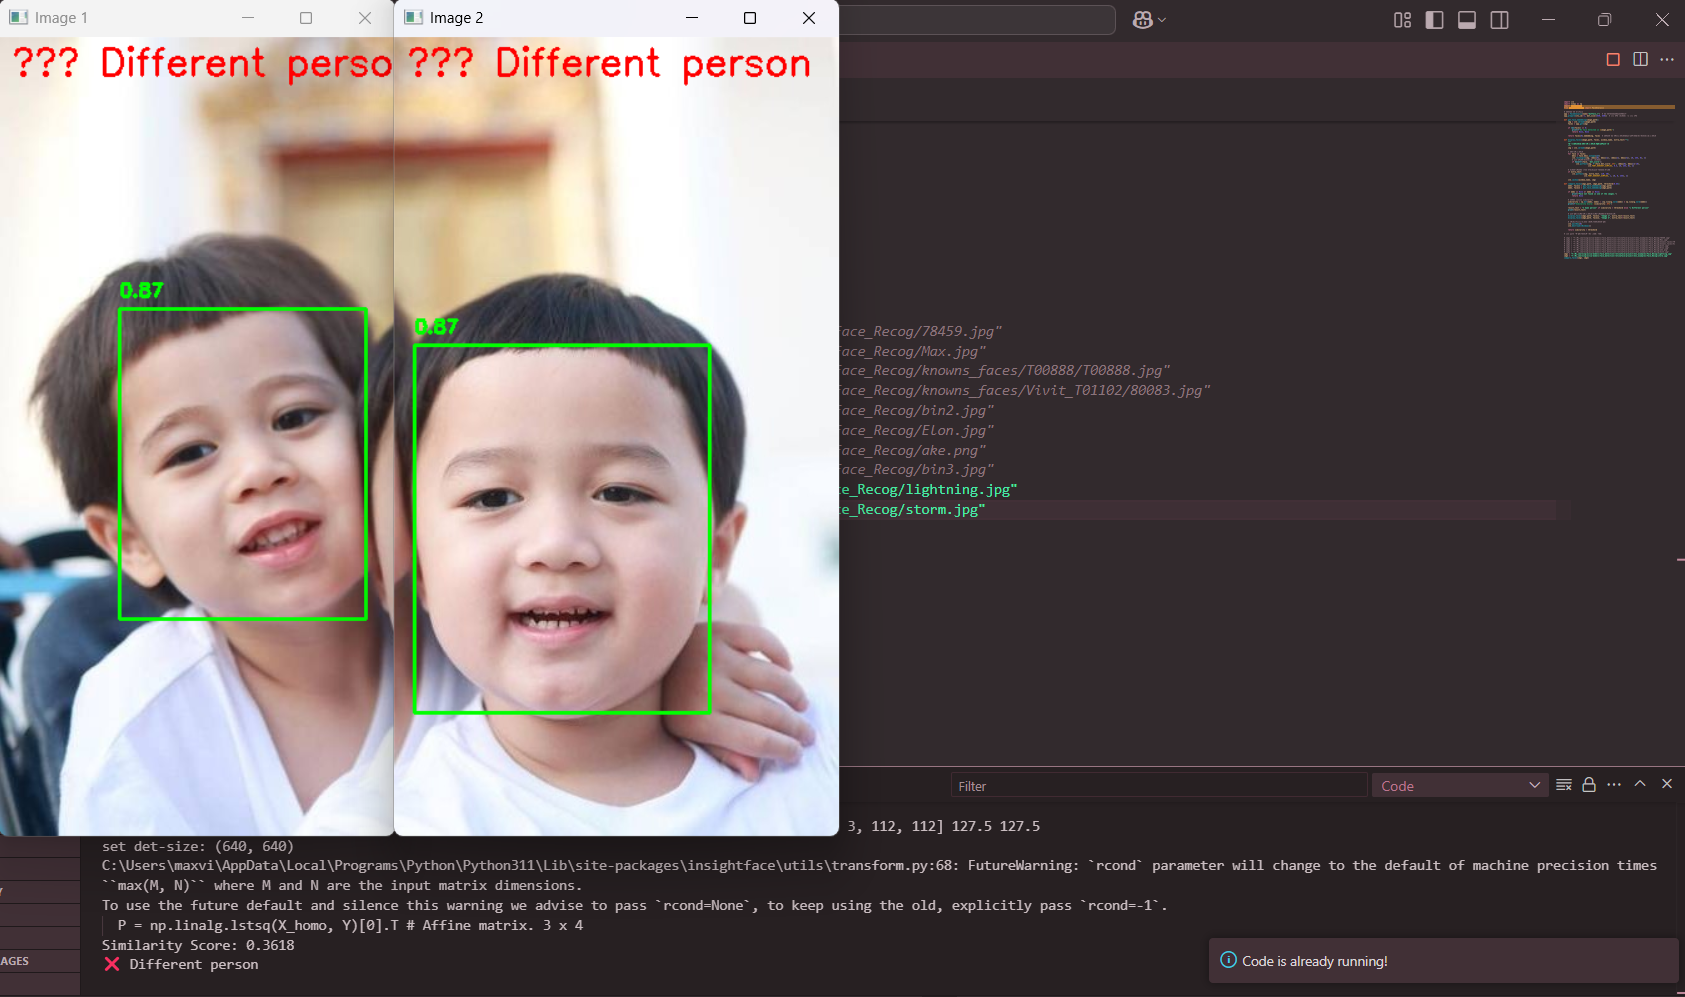 Image 1
Image 2
??? Different perso
??? Different person
0.87
0.87
ace_Recog/78459.jpg"
ace_Recog/Max.jpg"
ace_Recog/knowns_faces/T00888/T00888.jpg"
ace_Recog/knowns_faces/Vivit_T01102/80083.jpg"
ace_Recog/bin2.jpg"
ace_Recog/Elon.jpg"
ace_Recog/ake.png"
ace_Recog/bin3.jpg"
e_Recog/lightning.jpg"
e_Recog/storm.jpg"
Filter
Code
3, 112, 112] 127.5 127.5
set det-size: (640, 640)
C:\Users\maxvi\AppData\Local\Programs\Python\Python311\Lib\site-packages\insightface\utils\transform.py:68: FutureWarning: `rcond` parameter will change to the default of machine precision times
``max(M, N)`` where M and N are the input matrix dimensions.
To use the future default and silence this warning we advise to pass `rcond=None`, to keep using the old, explicitly pass `rcond=-1`.
P = np.linalg.lstsq(X_homo, Y)[0].T # Affine matrix. 3 x 4
Similarity Score: 0.3618
❌ Different person
AGES
Code is already running!